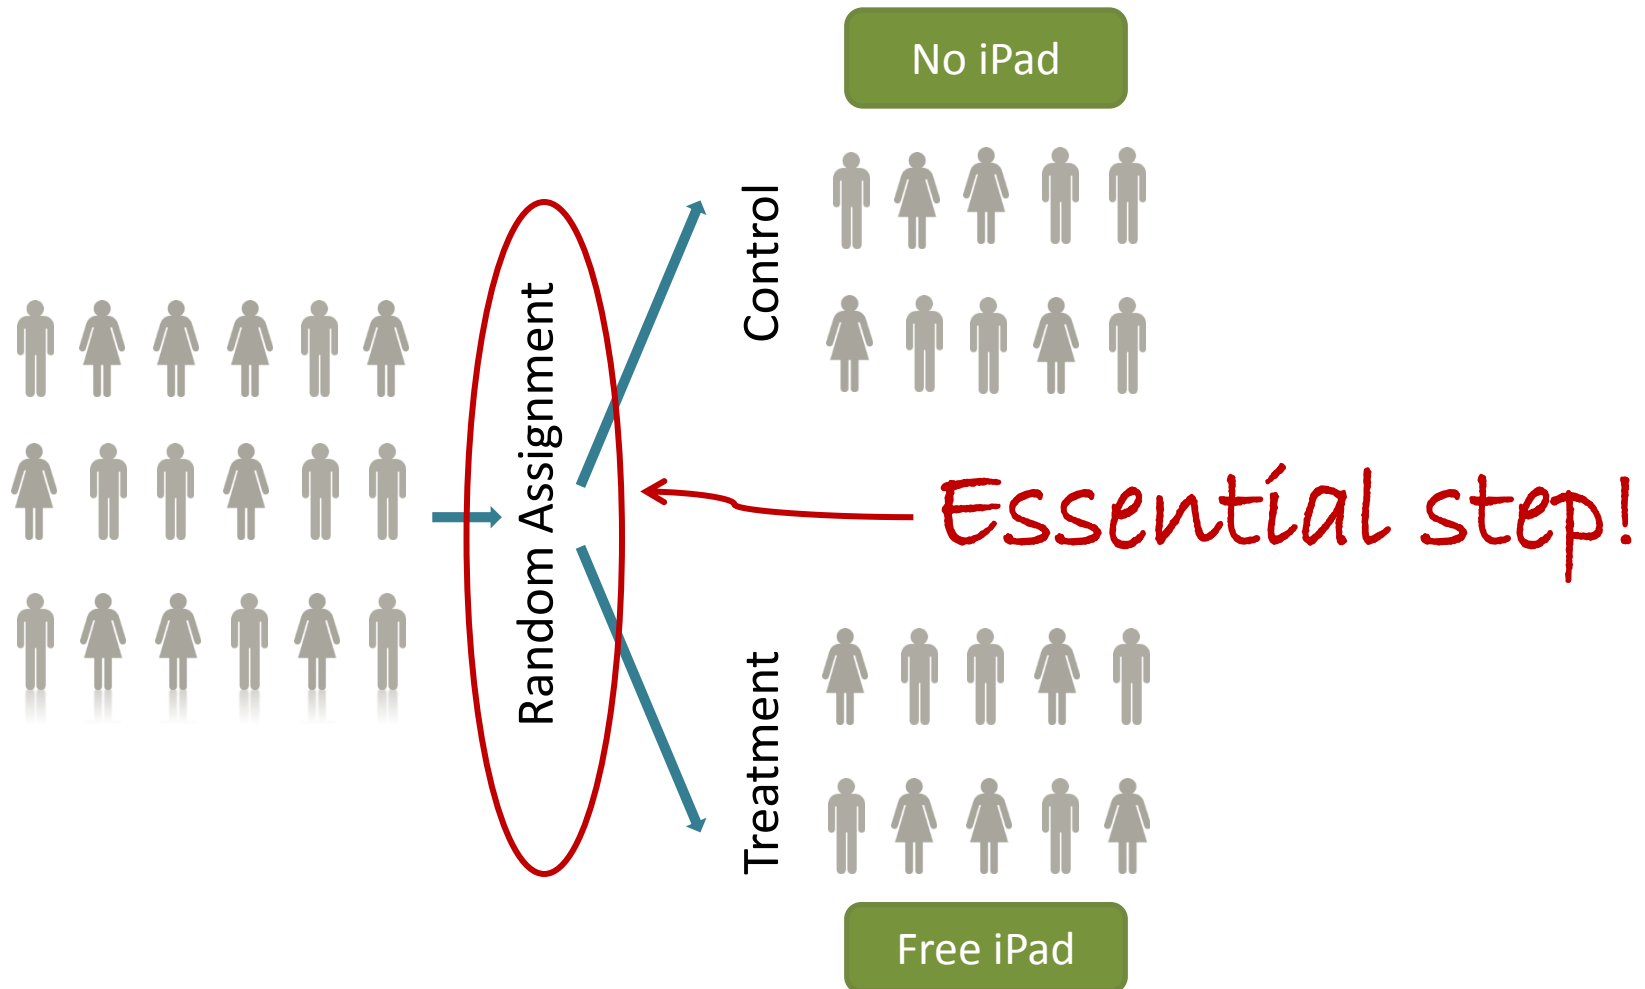 No iPad
Control
Random Assignment
Essential step!
Treatment
Free iPad